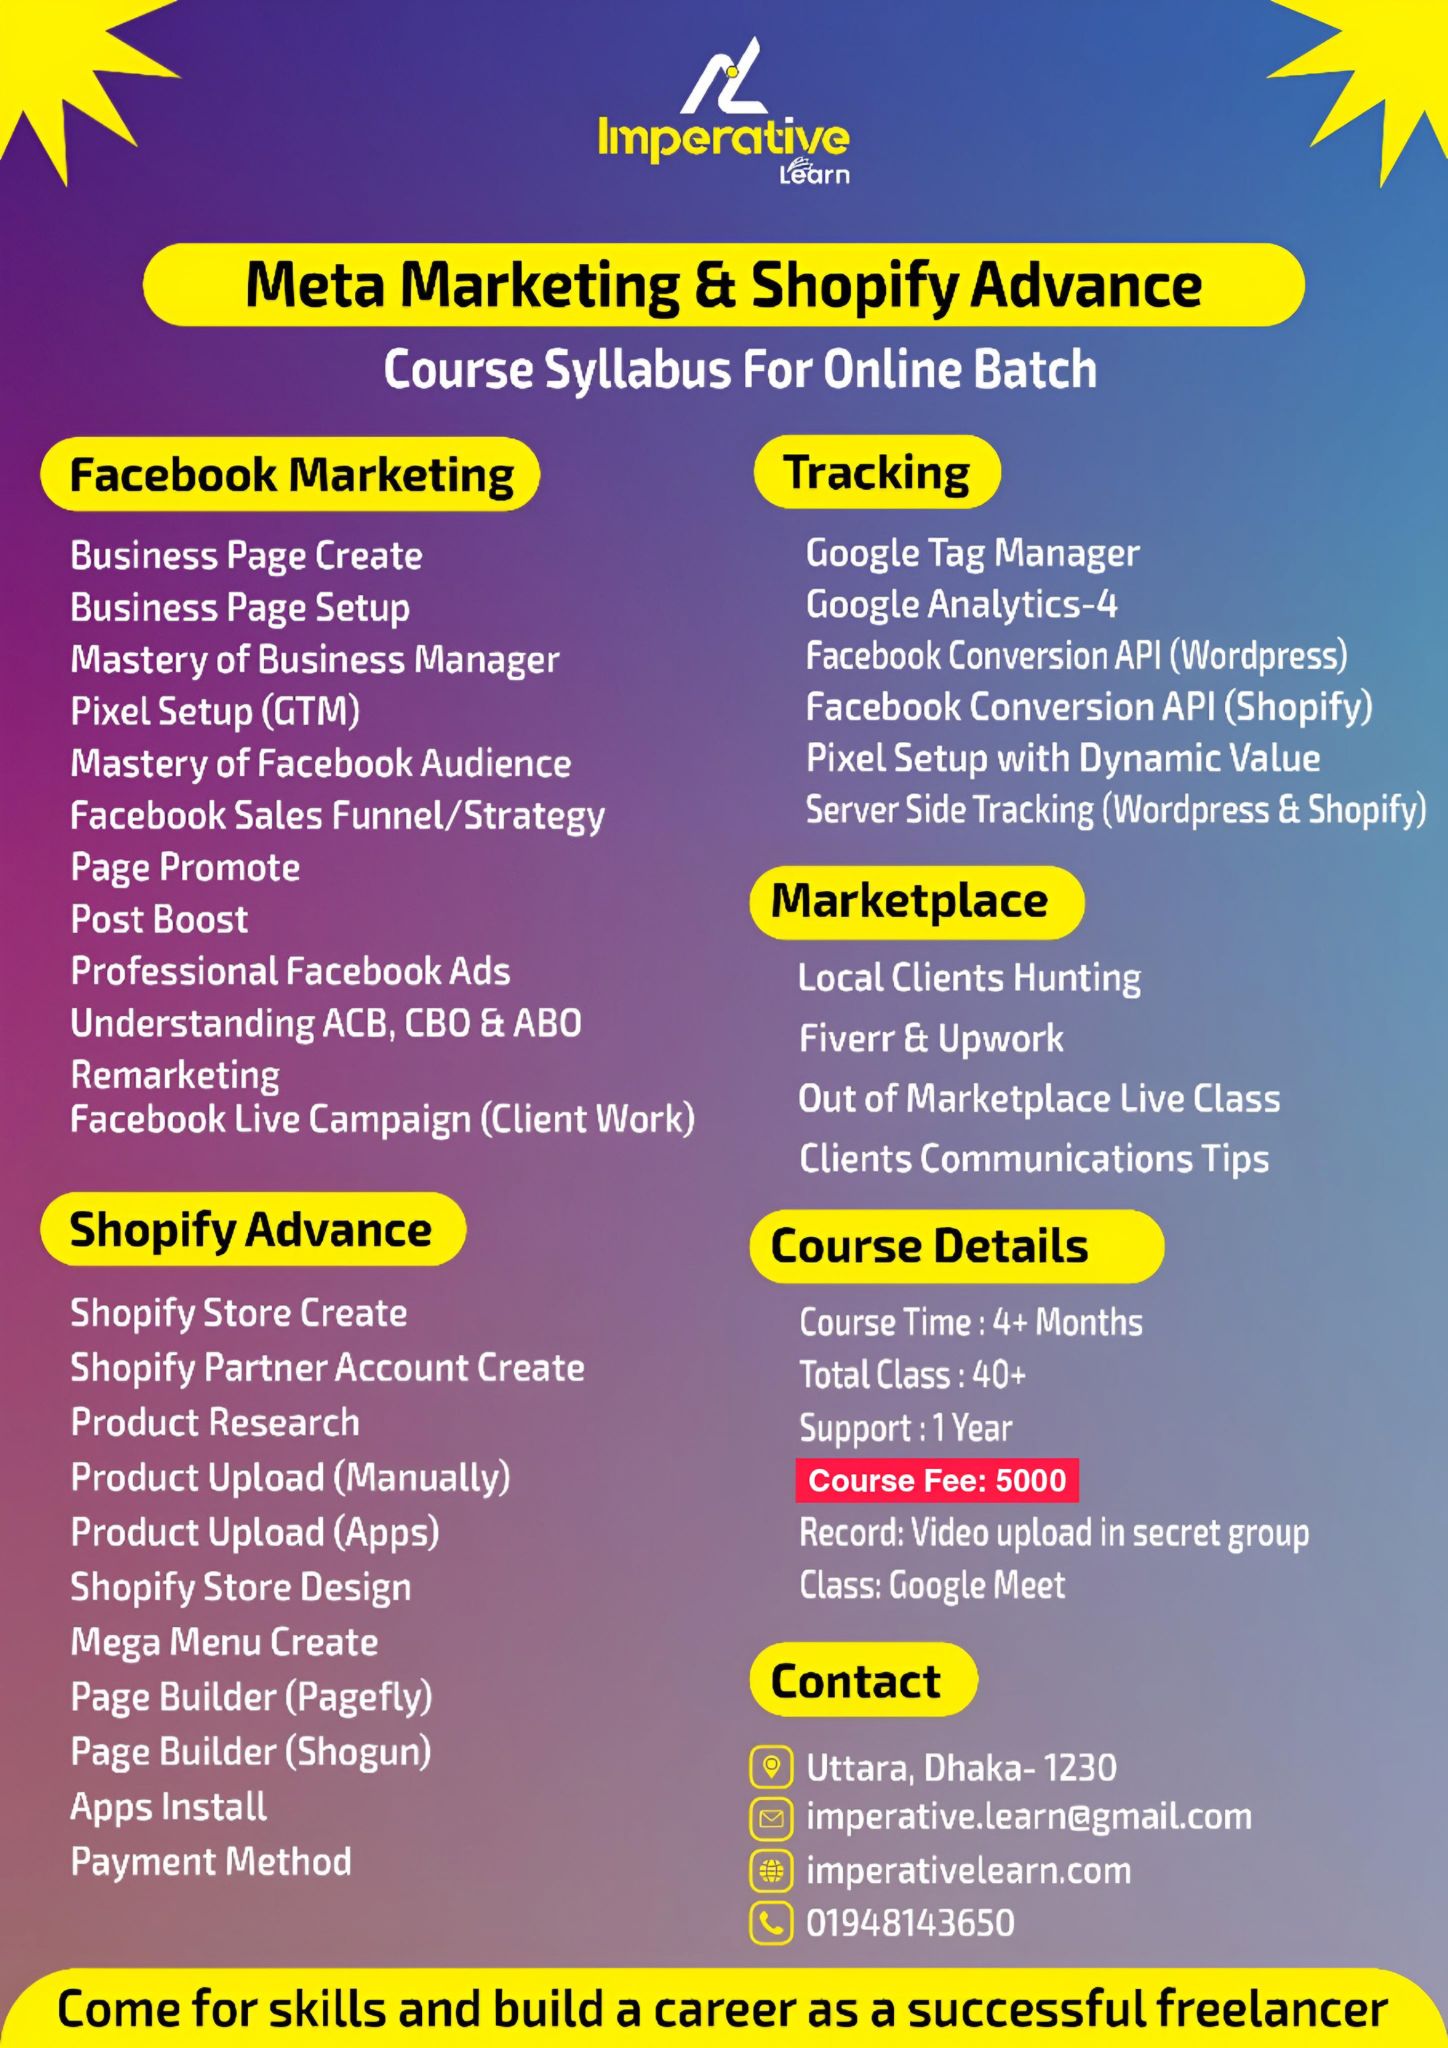 Imperative
Learn
Meta Marketing & Shopify Advance
Course Syllabus For Online Batch
Facebook Marketing
Business Page Create
Business Page Setup
Mastery of Business Manager
Pixel Setup (GTM)
Mastery of Facebook Audience
Facebook Sales Funnel/Strategy
Page Promote
Post Boost
Professional Facebook Ads
Understanding ACB, CBO & ABO
Remarketing
Facebook Live Campaign (Client Work)
Shopify Advance
Shopify Store Create
Shopify Partner Account Create
Product Research
Product Upload (Manually)
Product Upload (Apps)
Shopify Store Design
Mega Menu Create
Page Builder (Pagefly)
Page Builder (Shogun)
Apps Install
Payment Method
Tracking
Google Tag Manager
Google Analytics-4
Facebook Conversion API (Wordpress)
Facebook Conversion API (Shopify)
Pixel Setup with Dynamic Value
Server Side Tracking (Wordpress & Shopify)
Marketplace
Local Clients Hunting
Fiverr & Upwork
Out of Marketplace Live Class
Clients Communications Tips
Course Details
Course Time : 4+ Months
Total Class : 40+
Support : 1 Year
Course Fee: 5000
Record: Video upload in secret group
Class: Google Meet
Contact
Uttara, Dhaka- 1230
imperative.learn@gmail.com
imperativelearn.com
01948143650
Come for skills and build a career as a successful freelancer